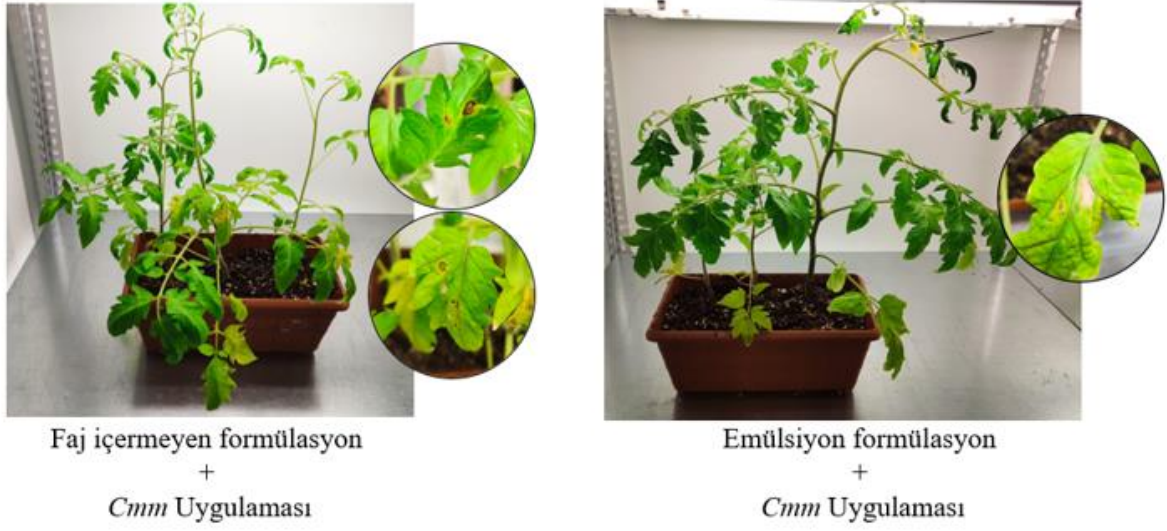 Faj içermeyen formülasyon
+
Cmm Uygulaması
Emülsiyon formülasyon
+
Cmm Uygulaması